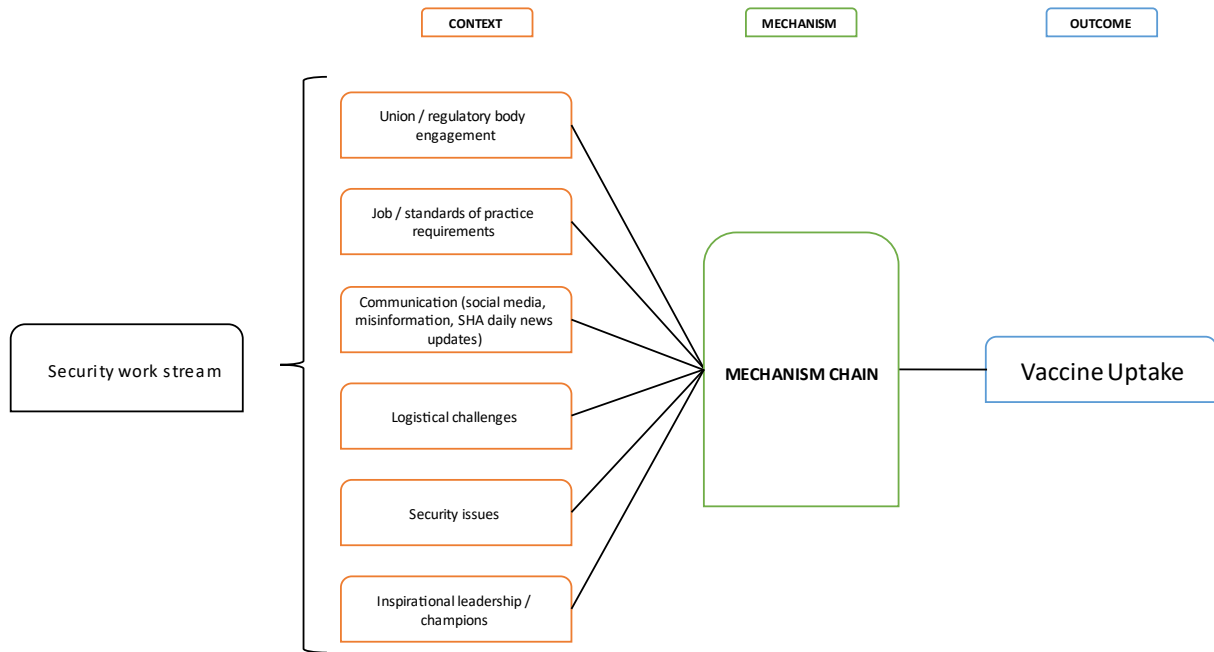 CONTEXT
MECHANISM
OUTCOME
Union / regulatory body
engagement
Job / standards of practice
requirements
Communication (social media,
misinformation, SHA daily news
updates)
Security work stream
Logistical challenges
Security issues
Inspirational leadership /
champions
MECHANISM CHAIN
Vaccine Uptake